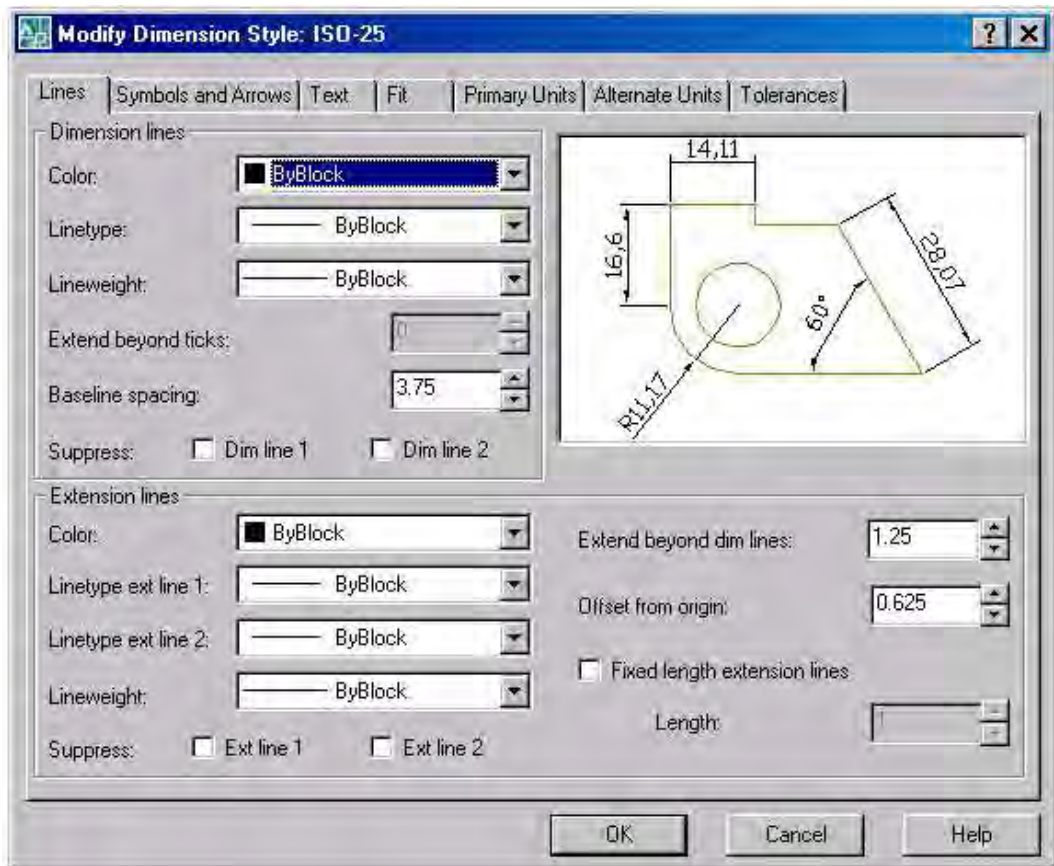 Modify Dimension Style: ISO-25
Lines
Symbols and Arrows
Text
Fit
Primary Units
Alternate Units
Tolerances
Dimension lines
Color:
ByBlock
Linetype:
ByBlock
Lineweight:
ByBlock
Extend beyond ticks:
0
Baseline spacing:
3.75
Suppress:
Dim line 1
Dim line 2
14,11
16,6
28,07
60°
R11,17
Extension lines
Color:
ByBlock
Linetype ext line 1:
ByBlock
Linetype ext line 2:
ByBlock
Lineweight:
ByBlock
Suppress:
Ext line 1
Ext line 2
Extend beyond dim lines:
1.25
Offset from origin:
0.625
Fixed length extension lines
Length:
1
OK
Cancel
Help